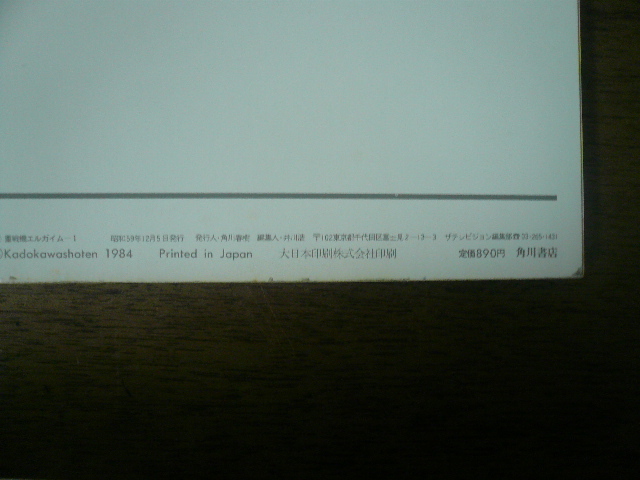 重戦機エルガイム-1 昭和59年12月5日発行 発行人・角川春樹 編集人・井川浩 〒102東京都千代田区富士見2-13-3 ザテレビジョン編集部☎03-265-1431
©Kadokawashoten 1984 Printed in Japan 大日本印刷株式会社印刷 定価890円 角川書店